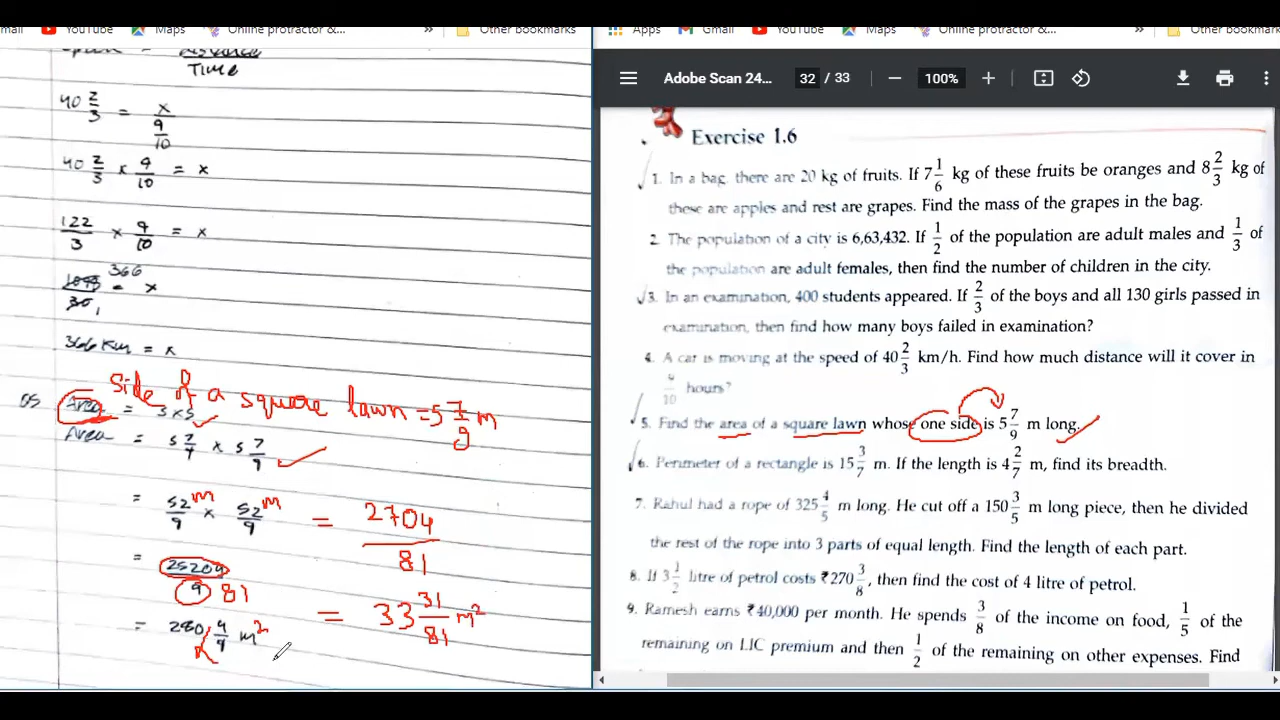 YouTube Maps Online protractor &... » Other bookmarks
Time
40 2/3 = x / 9/10
40 2/3 x 9/10 = x
122/3 x 9/10 = x
366
= x
30, 1
366 Km = x
Side of a square lawn = 5 7/9 m
05 Area = 5 x 5
Area = 5 7/9 x 5 7/9
= 52/9 m x 52/9 m = 2704/81
= 25204/9 81
= 33 31/81 m²
= 280 4/9 m²
Apps Gmail YouTube Maps Online protractor &... » Other bookmarks
Adobe Scan 24... 32 / 33 — 100% +
Exercise 1.6
1. In a bag, there are 20 kg of fruits. If 7 1/6 kg of these fruits be oranges and 8 2/3 kg of
these are apples and rest are grapes. Find the mass of the grapes in the bag.
2. The population of a city is 6,63,432. If 1/2 of the population are adult males and 1/3 of
the population are adult females, then find the number of children in the city.
3. In an examination, 400 students appeared. If 2/3 of the boys and all 130 girls passed in
examination, then find how many boys failed in examination?
4. A car is moving at the speed of 40 2/3 km/h. Find how much distance will it cover in
9/10 hours?
5. Find the area of a square lawn whose one side is 5 7/9 m long.
6. Perimeter of a rectangle is 15 3/7 m. If the length is 4 2/7 m, find its breadth.
7. Rahul had a rope of 325 4/5 m long. He cut off a 150 3/5 m long piece, then he divided
the rest of the rope into 3 parts of equal length. Find the length of each part.
8. If 3 1/2 litre of petrol costs ₹270 3/8, then find the cost of 4 litre of petrol.
9. Ramesh earns ₹40,000 per month. He spends 3/8 of the income on food, 1/5 of the
remaining on LIC premium and then 1/2 of the remaining on other expenses. Find